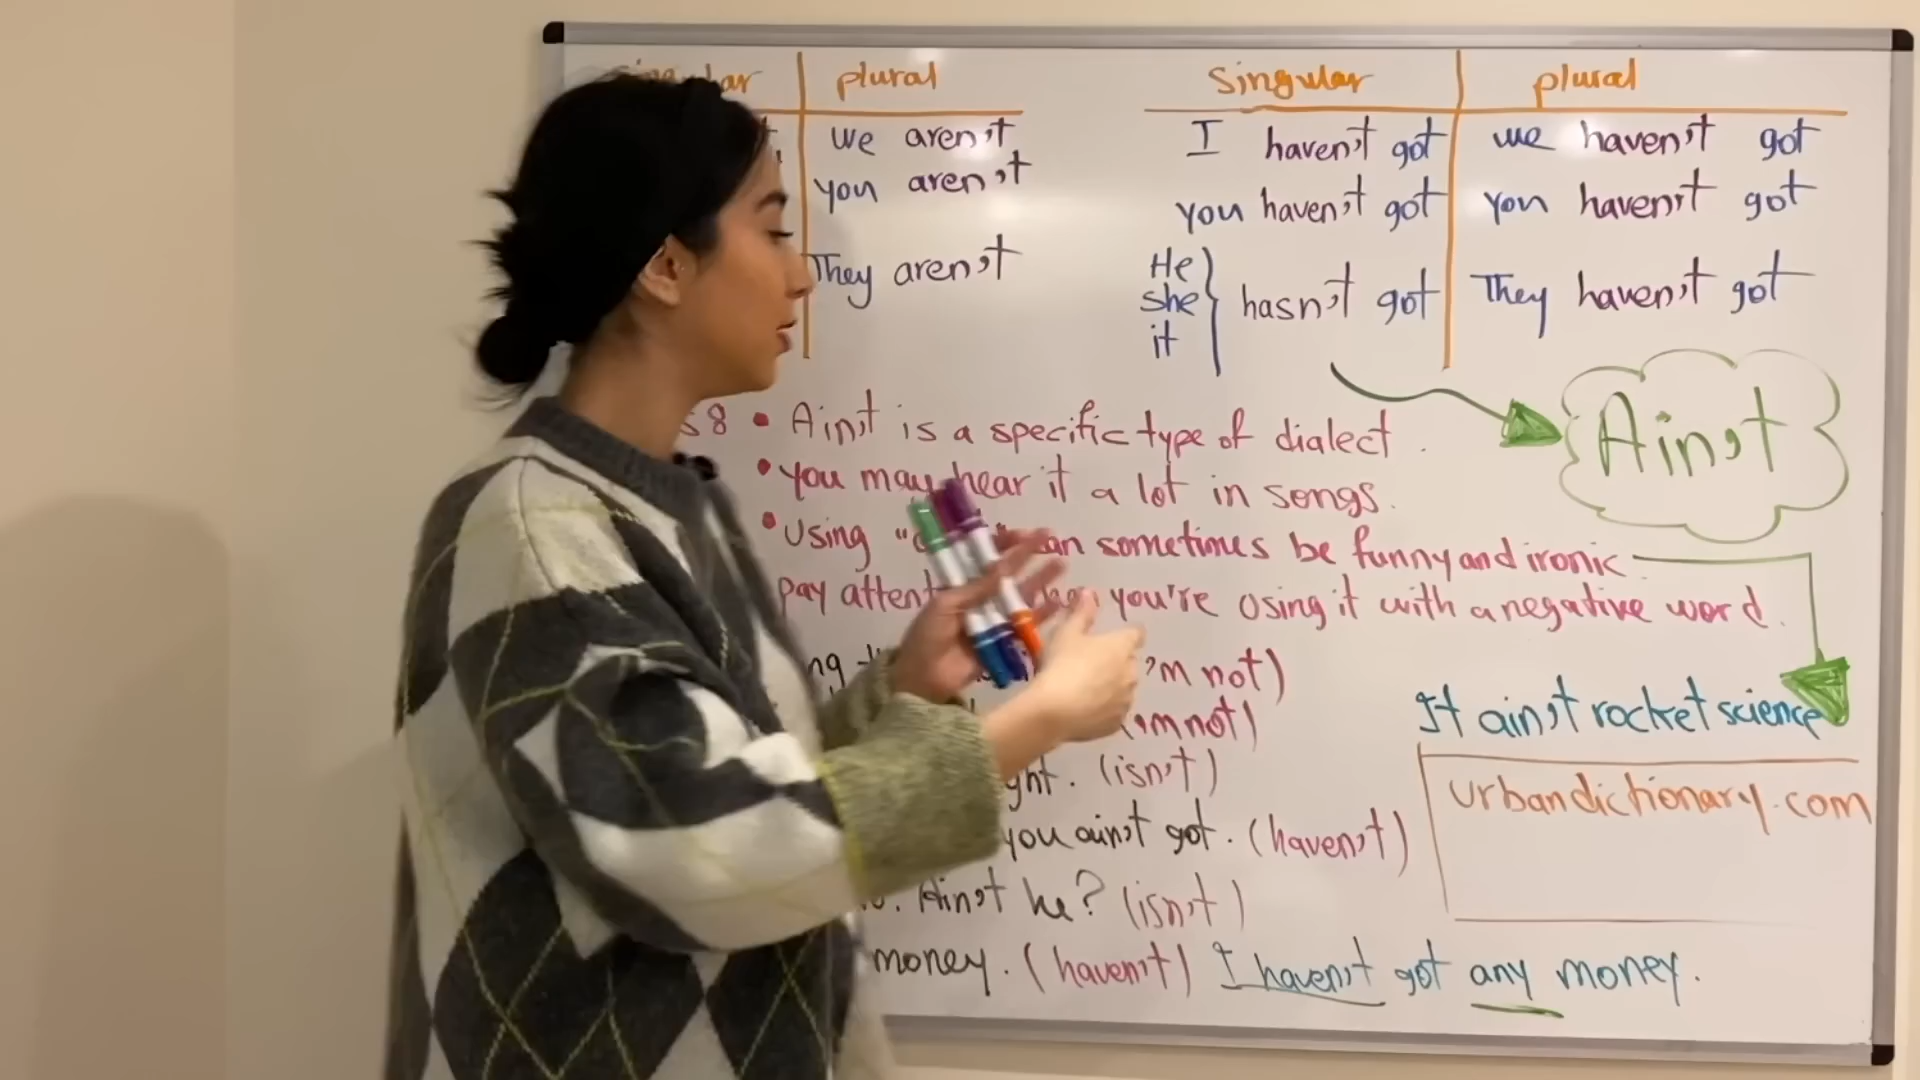 plural
we aren't
you aren't
They aren't
singular plural
I haven't got we haven't got
you haven't got you haven't got
He
she hasn't got They haven't got
it
Ain't
• Ain't is a specific type of dialect.
• you may hear it a lot in songs.
• Using sometimes be funny and ironic.
pay you're using it with a negative word.
'm not)
('m not)
(isn't)
you ain't got. (haven't)
Ain't he? (isn't)
money. (haven't) I haven't got any money.
It ain't rocket science
urbandictionary.com